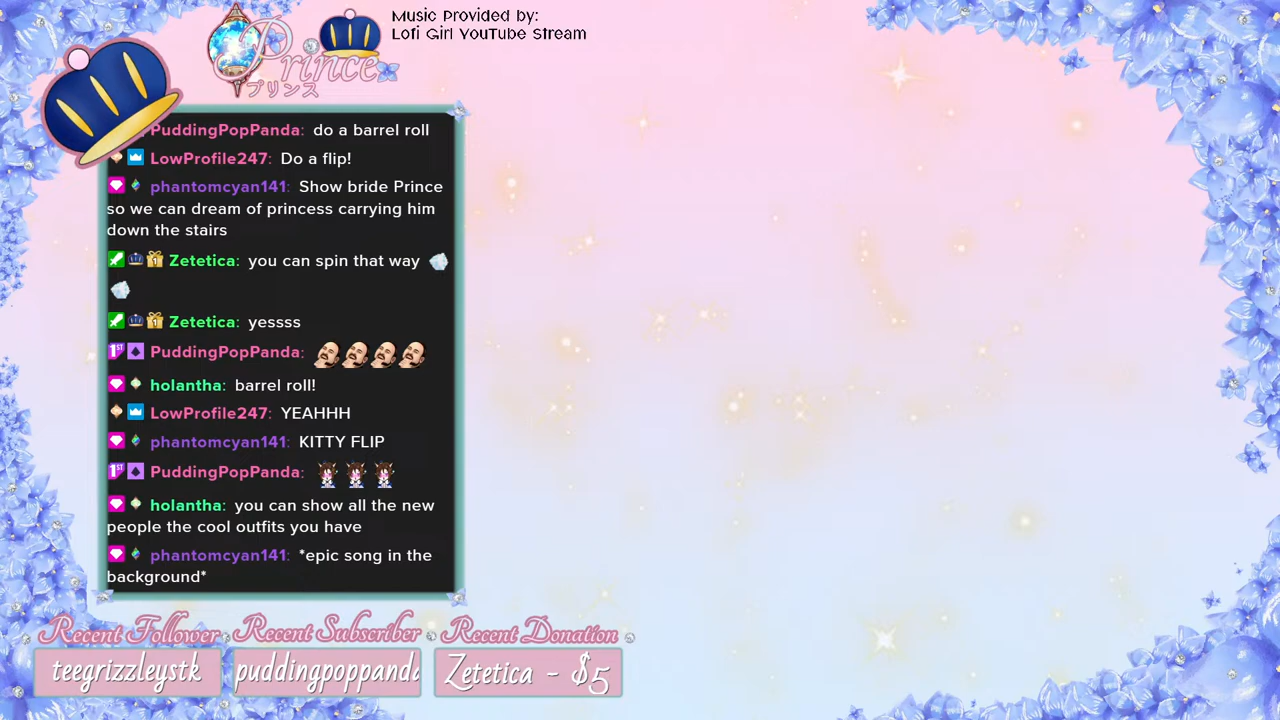 Music Provided by:
Lofi Girl YouTube Stream
Prince
プリンス
PuddingPopPanda: do a barrel roll
LowProfile247: Do a flip!
phantomcyan141: Show bride Prince
so we can dream of princess carrying him
down the stairs
Zetetica: you can spin that way
Zetetica: yessss
1ST PuddingPopPanda:
holantha: barrel roll!
LowProfile247: YEAHHH
phantomcyan141: KITTY FLIP
1ST PuddingPopPanda:
holantha: you can show all the new
people the cool outfits you have
phantomcyan141: *epic song in the
background*
Recent Follower Recent Subscriber Recent Donation
teegrizzleystk puddingpoppanda Zetetica - $5